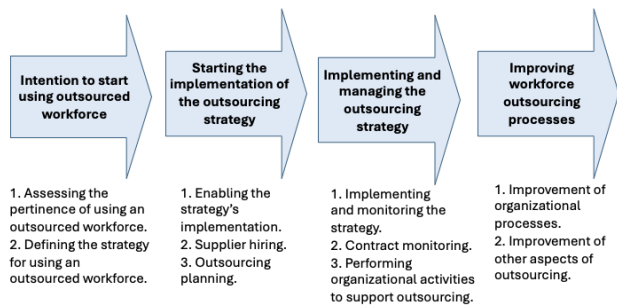 Intention to start
using outsourced
workforce
Starting the
implementation of
the outsourcing
strategy
Implementing and
managing the
outsourcing
strategy
Improving
workforce
outsourcing
processes
1. Assessing the
pertinence of using an
outsourced workforce.
2. Defining the strategy
for using an
outsourced workforce.
1. Enabling the
strategy's
implementation.
2. Supplier hiring.
3. Outsourcing
planning.
1. Implementing
and monitoring the
strategy.
2. Contract monitoring.
3. Performing
organizational activities
to support outsourcing.
1. Improvement of
organizational
processes.
2. Improvement of
other aspects of
outsourcing.